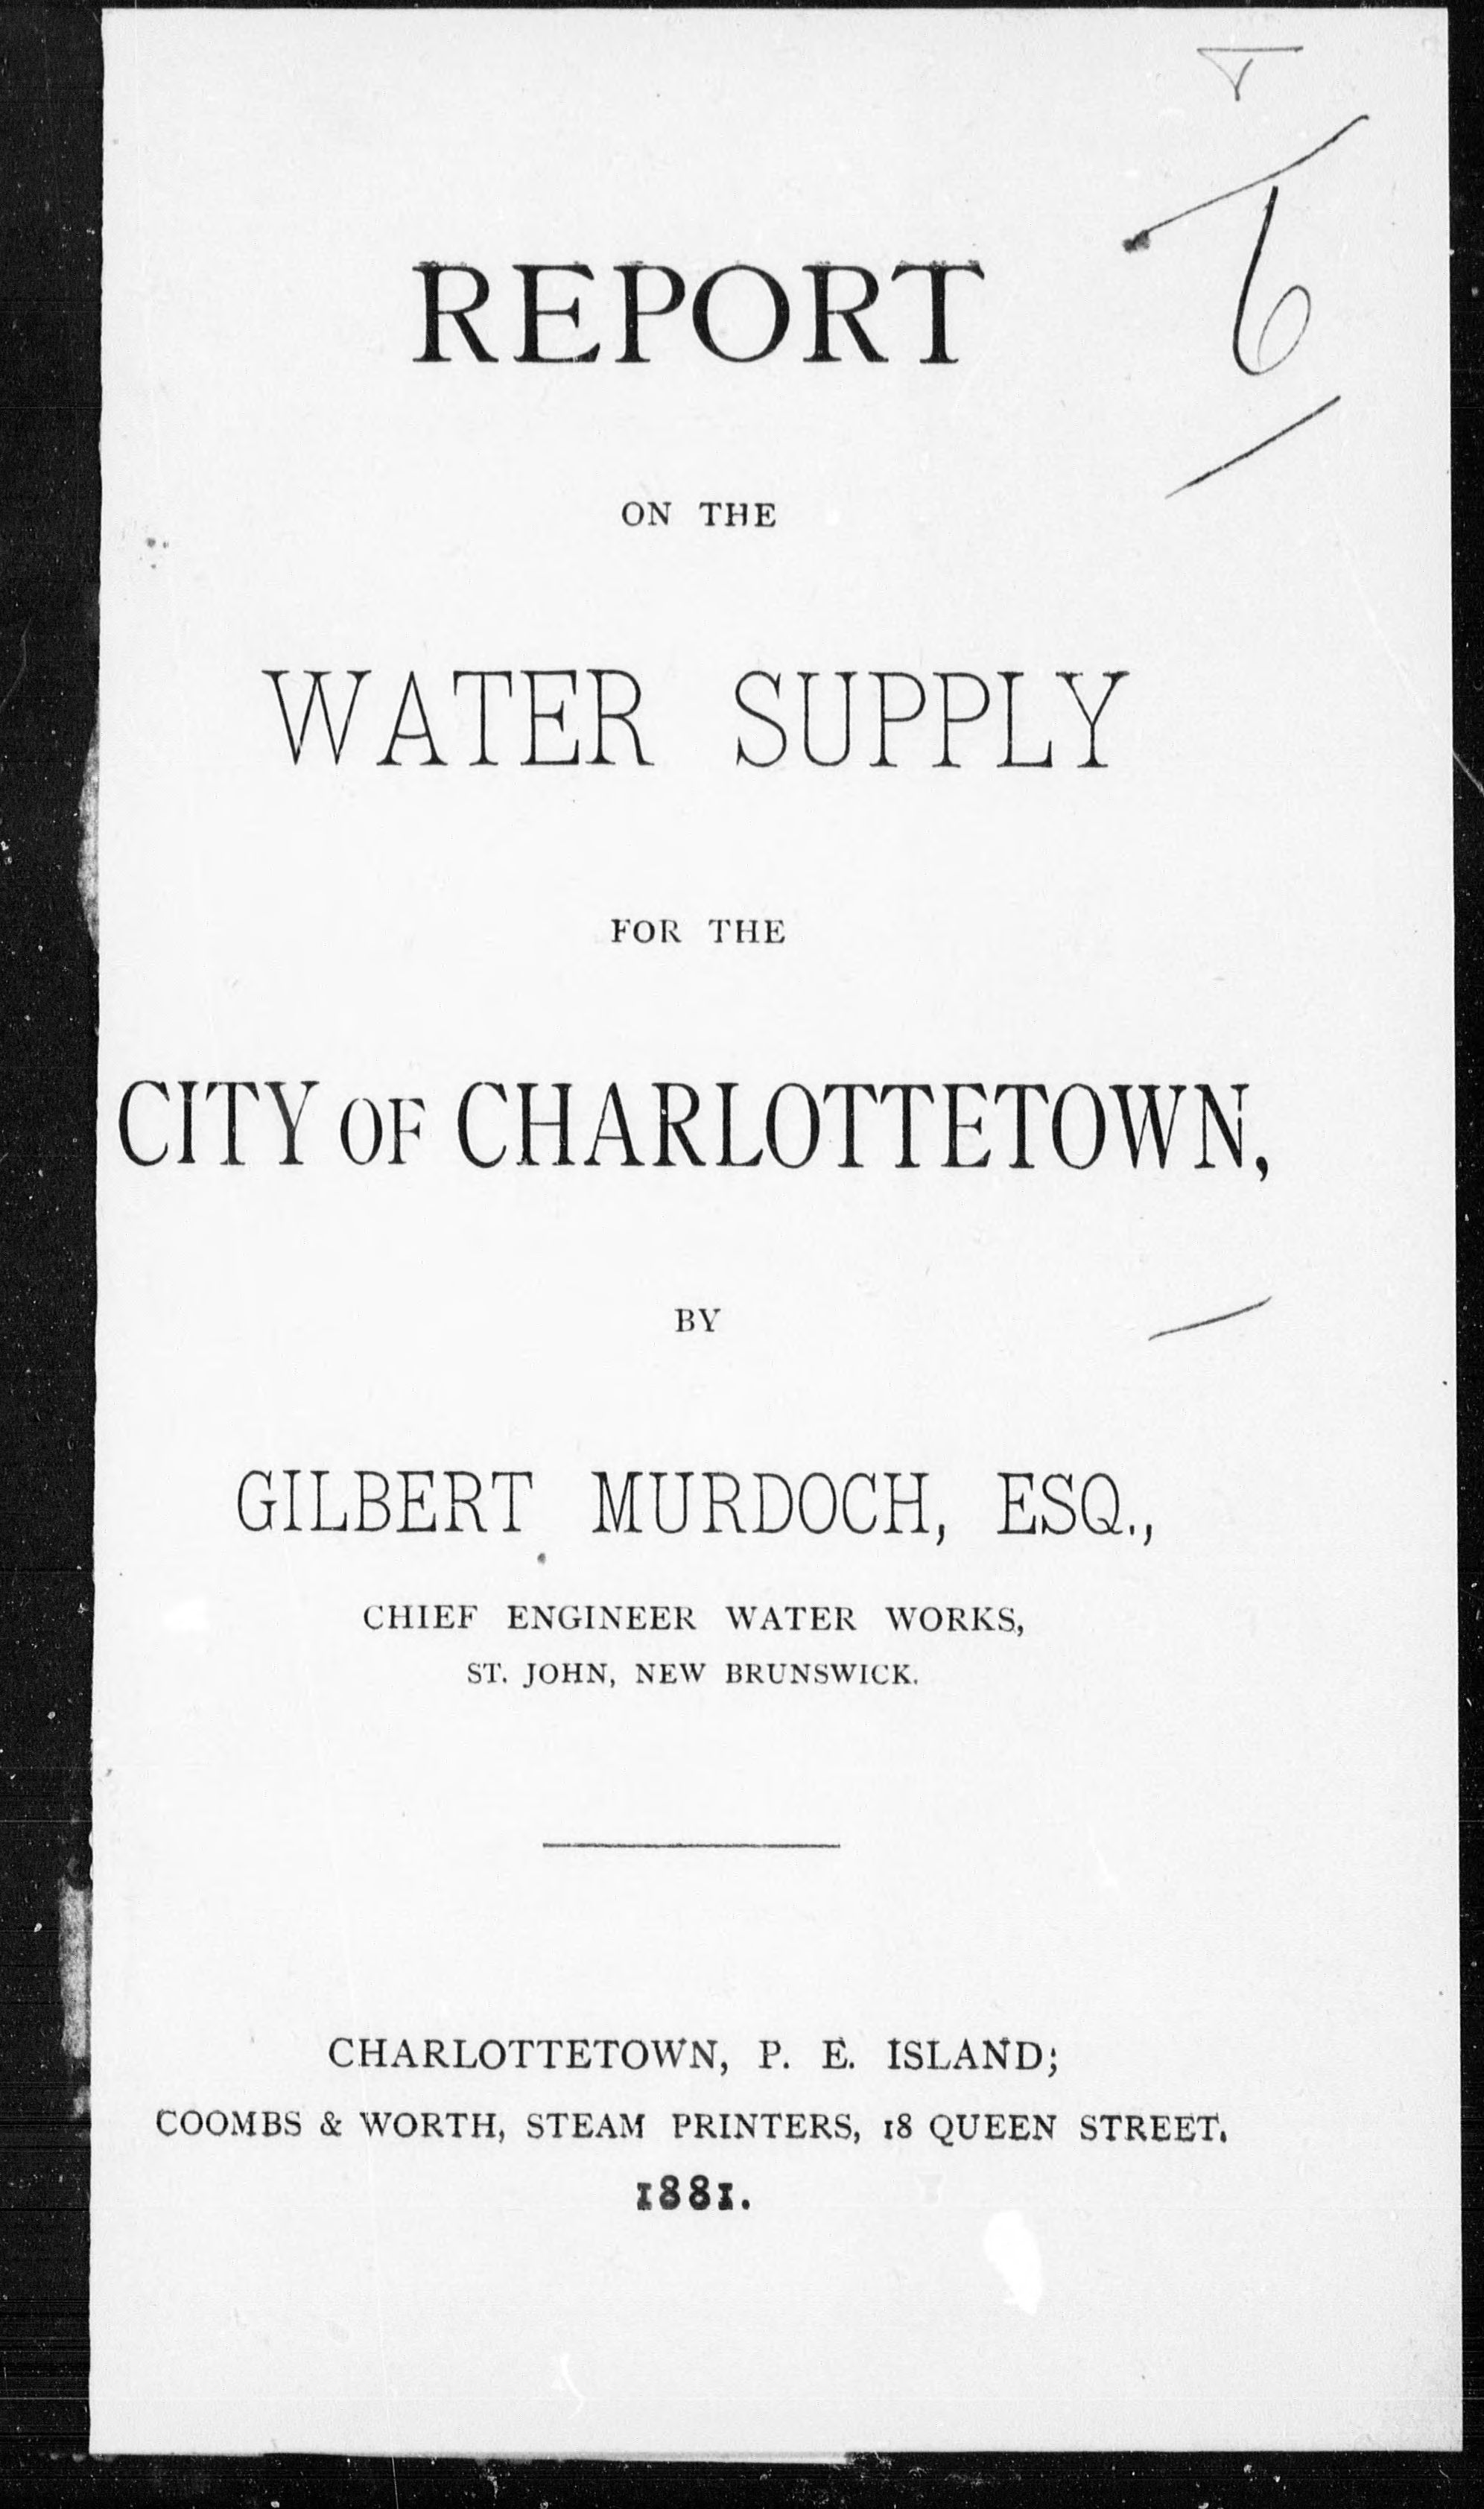 REPORT
6
ON THE
WATER SUPPLY
FOR THE
CITY OF CHARLOTTETOWN,
BY
GILBERT MURDOCH, ESQ.,
CHIEF ENGINEER WATER WORKS,
ST. JOHN, NEW BRUNSWICK.
CHARLOTTETOWN, P. E. ISLAND;
COOMBS & WORTH, STEAM PRINTERS, 18 QUEEN STREET.
1881.